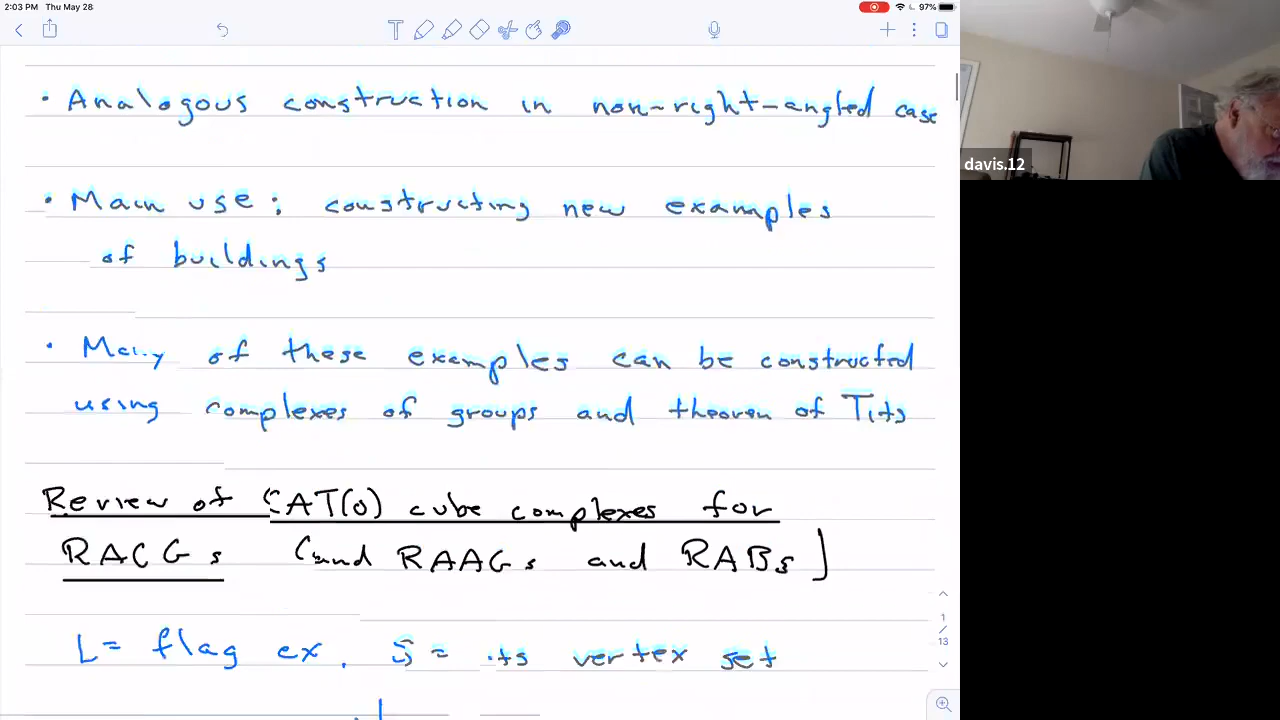 2:03 PM Thu May 28
97%
• Analogous construction in non-right-angled case
• Main use: constructing new examples
of buildings
• Many of these examples can be constructed
using complexes of groups and theorem of Tits
Review of CAT(0) cube complexes for
RACGs (and RAAGs and RABs)
L = flag cx. S = its vertex set
1
/
13
davis.12